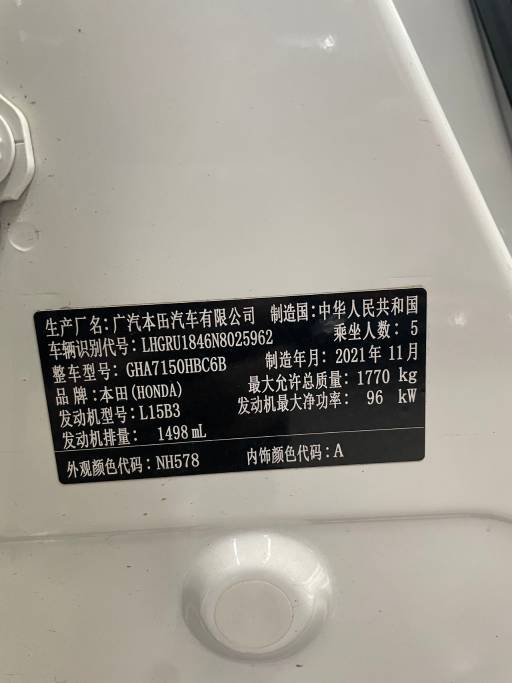 生产厂名:广汽本田汽车有限公司 制造国:中华人民共和国
车辆识别代号:LHGRU1846N8025962 乘坐人数:5
整车型号:GHA7150HBC6B 制造年月:2021年11月
品牌:本田(HONDA) 最大允许总质量:1770 kg
发动机型号:L15B3 发动机最大净功率:96 kW
发动机排量:1498 mL
外观颜色代码:NH578 内饰颜色代码:A